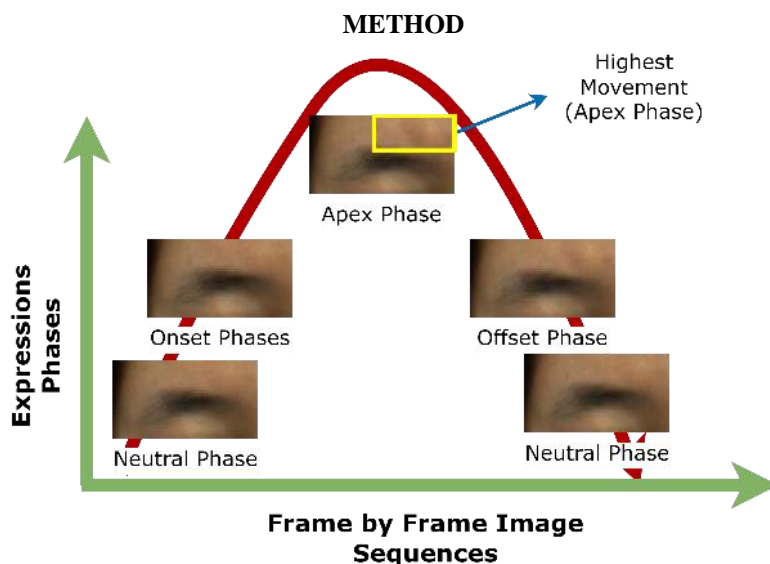 METHOD
Highest
Movement
(Apex Phase)
Apex Phase
Onset Phases
Offset Phase
Neutral Phase
Neutral Phase
Expressions
Phases
Frame by Frame Image
Sequences